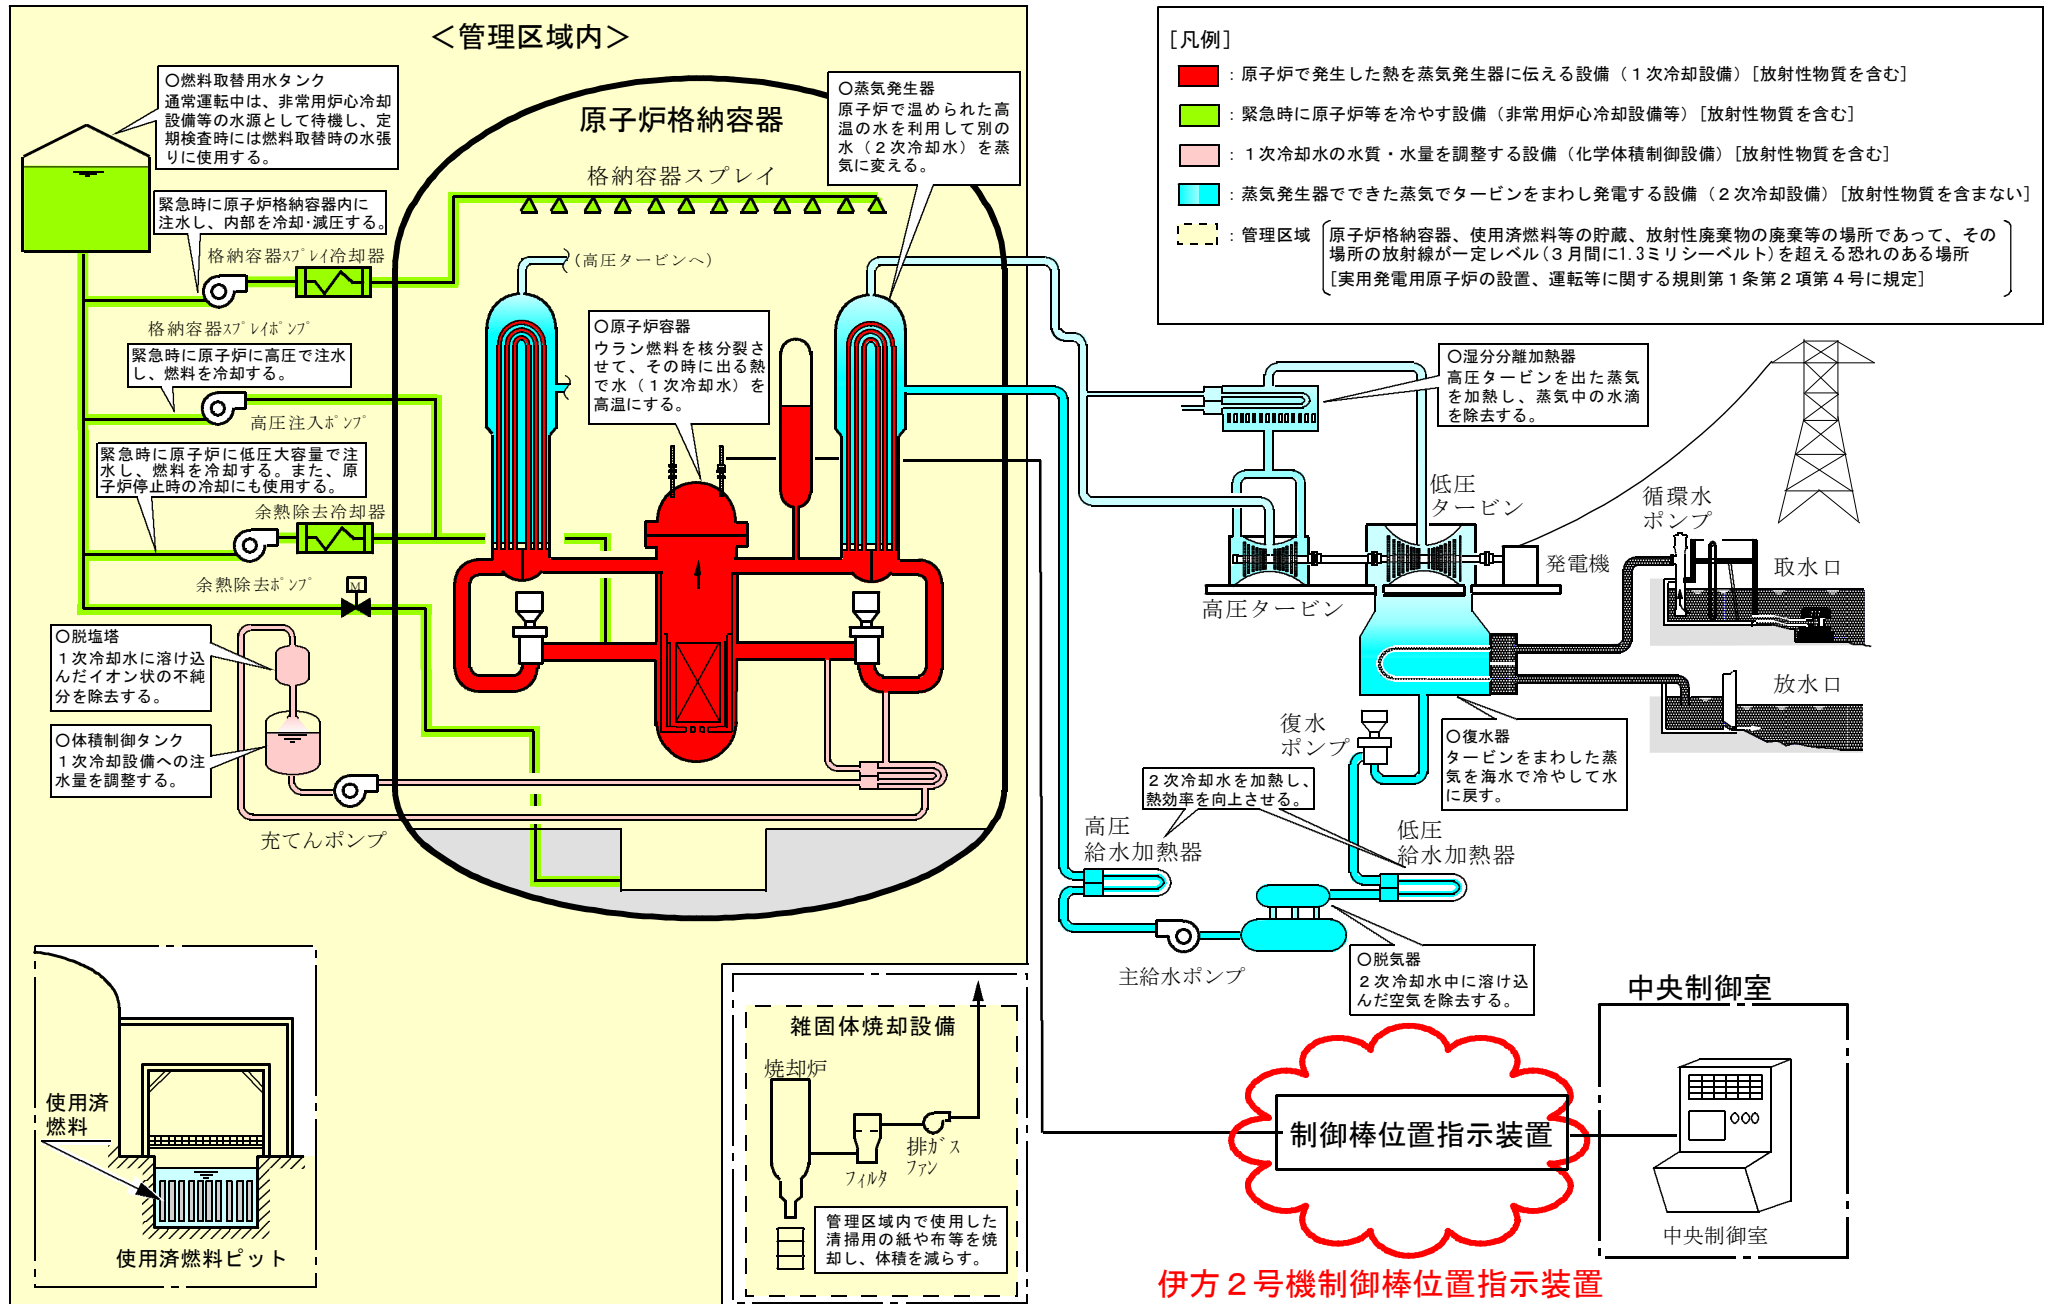 ＜管理区域内＞
○燃料取替用水タンク
通常運転中は、非常用炉心冷却
設備等の水源として待機し、定
期検査時には燃料取替時の水張
りに使用する。
原子炉格納容器
○蒸気発生器
原子炉で温められた高
温の水を利用して別の
水（２次冷却水）を蒸
気に変える。
格納容器スプレイ
緊急時に原子炉格納容器内に
注水し、内部を冷却･減圧する。
格納容器ｽﾌﾟﾚｲ冷却器
（高圧タービンへ）
格納容器ｽﾌﾟﾚｲﾎﾟﾝﾌﾟ
緊急時に原子炉に高圧で注水
し、燃料を冷却する。
○原子炉容器
ウラン燃料を核分裂さ
せて、その時に出る熱
で水（１次冷却水）を
高温にする。
高圧注入ﾎﾟﾝﾌﾟ
緊急時に原子炉に低圧大容量で注
水し、燃料を冷却する。また、原
子炉停止時の冷却にも使用する。
余熱除去冷却器
余熱除去ﾎﾟﾝﾌﾟ
M
○脱塩塔
１次冷却水に溶け込
んだイオン状の不純
分を除去する。
○体積制御タンク
１次冷却設備への注
水量を調整する。
充てんポンプ
[凡例]
：原子炉で発生した熱を蒸気発生器に伝える設備（１次冷却設備）[放射性物質を含む]
：緊急時に原子炉等を冷やす設備（非常用炉心冷却設備等）[放射性物質を含む]
：１次冷却水の水質・水量を調整する設備（化学体積制御設備）[放射性物質を含む]
：蒸気発生器でできた蒸気でタービンをまわし発電する設備（２次冷却設備）[放射性物質を含まない]
：管理区域 原子炉格納容器、使用済燃料等の貯蔵、放射性廃棄物の廃棄等の場所であって、その
場所の放射線が一定レベル(３月間に1.3ミリシーベルト)を超える恐れのある場所
[実用発電用原子炉の設置、運転等に関する規則第１条第２項第４号に規定]
○湿分分離加熱器
高圧タービンを出た蒸気
を加熱し、蒸気中の水滴
を除去する。
低圧
タービン
循環水
ポンプ
発電機
取水口
高圧タービン
放水口
復水
ポンプ
○復水器
タービンをまわした蒸
気を海水で冷やして水
に戻す。
２次冷却水を加熱し、
熱効率を向上させる。
高圧
給水加熱器
低圧
給水加熱器
主給水ポンプ
○脱気器
２次冷却水中に溶け込
んだ空気を除去する。
使用済
燃料
使用済燃料ピット
雑固体焼却設備
焼却炉
フィルタ
排ｶﾞｽ
ﾌｧﾝ
管理区域内で使用した
清掃用の紙や布等を焼
却し、体積を減らす。
中央制御室
制御棒位置指示装置
中央制御室
伊方２号機制御棒位置指示装置